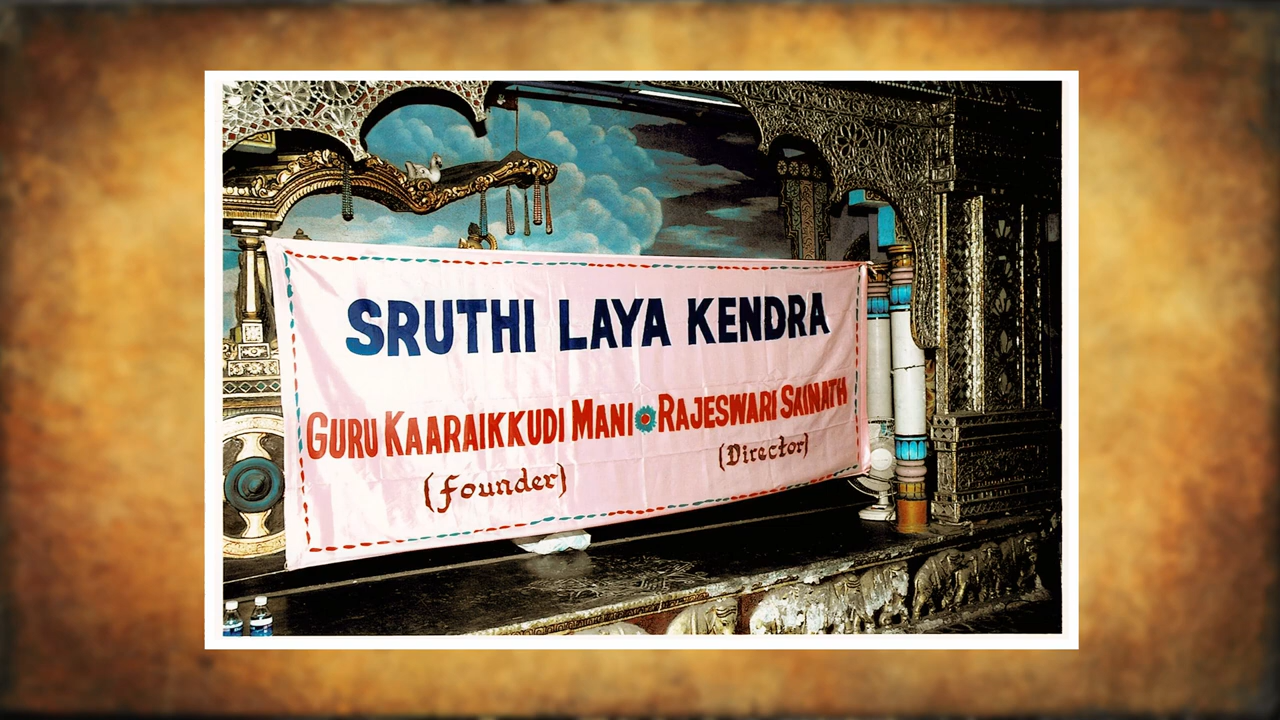 SRUTHI LAYA KENDRA
GURU KAARAIKKUDI MANI RAJESWARI SAINATH
(founder) (Director)